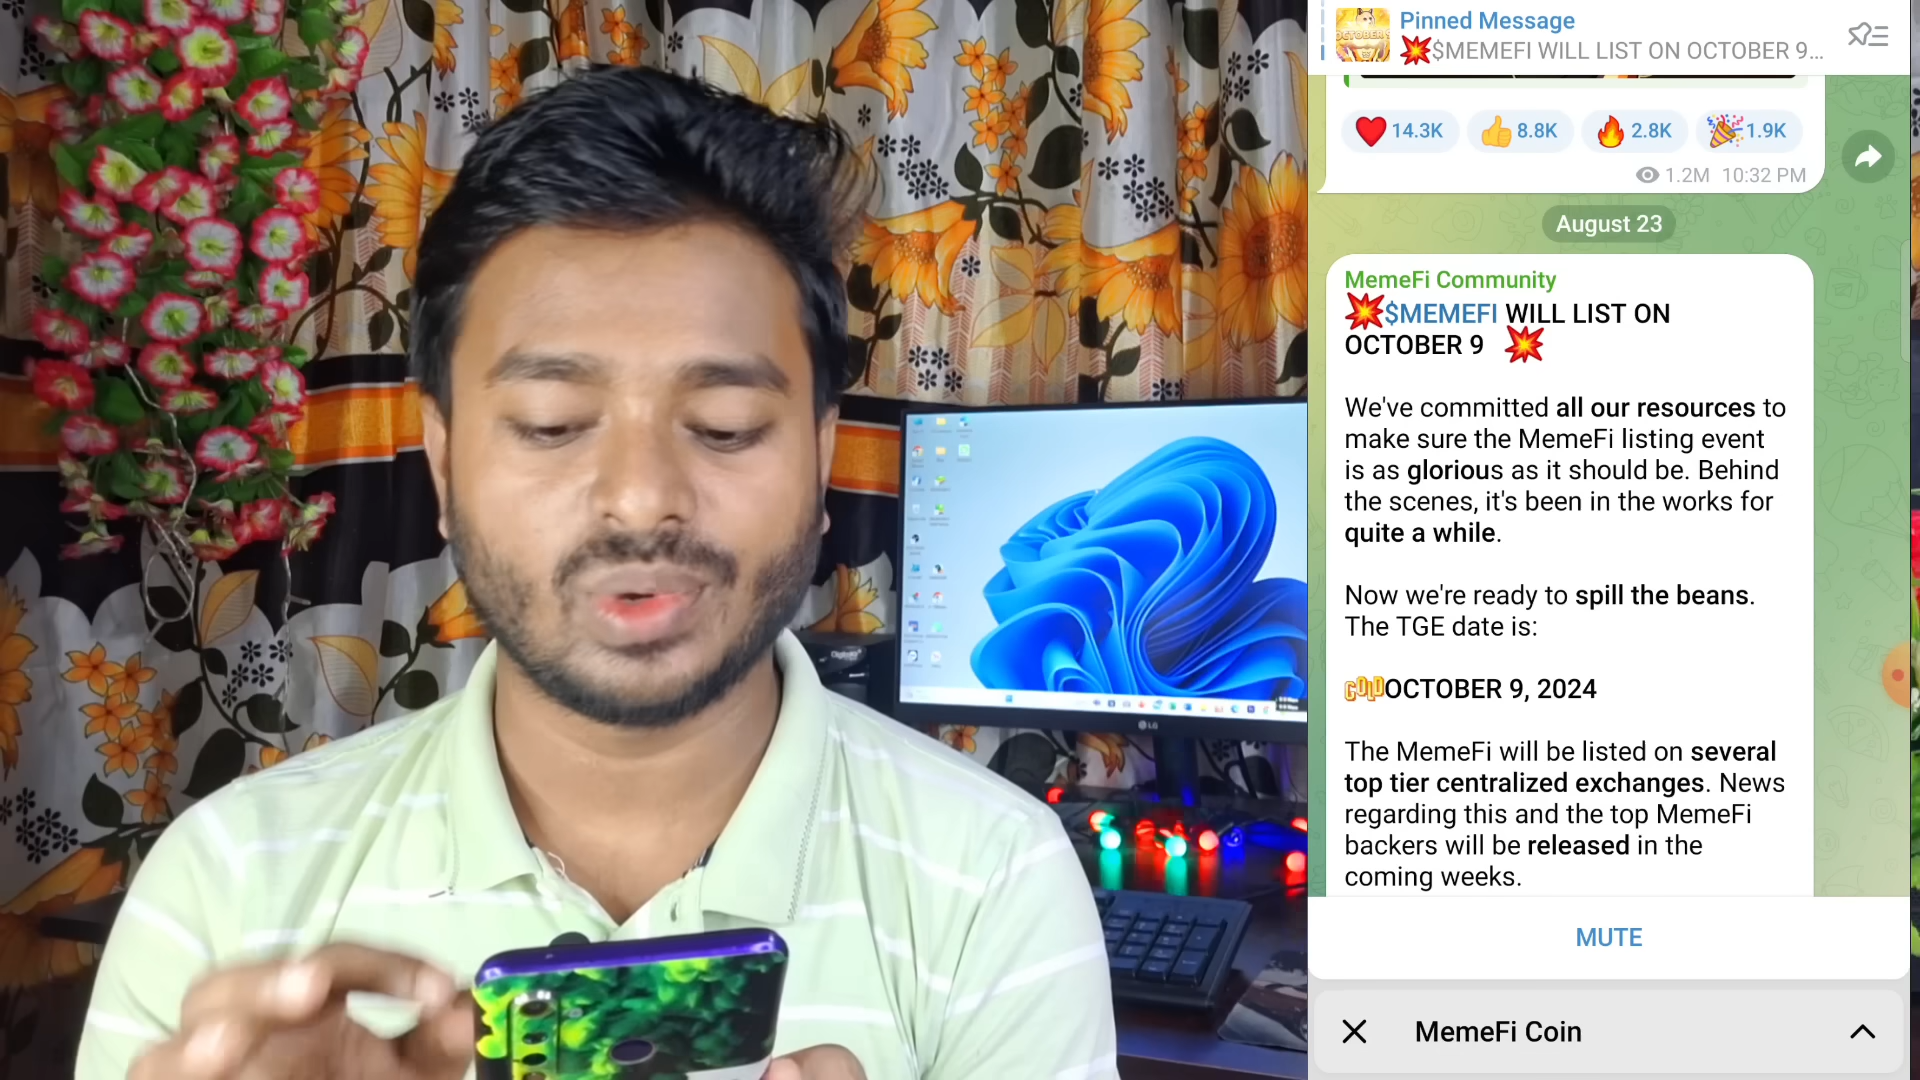 Pinned Message
💥$MEMEFI WILL LIST ON OCTOBER 9...
❤️ 14.3K 👍 8.8K 🔥 2.8K 🎉 1.9K
1.2M 10:32 PM
August 23
MemeFi Community
💥$MEMEFI WILL LIST ON
OCTOBER 9 💥
We've committed all our resources to
make sure the MemeFi listing event
is as glorious as it should be. Behind
the scenes, it's been in the works for
quite a while.
Now we're ready to spill the beans.
The TGE date is:
GOLD OCTOBER 9, 2024
The MemeFi will be listed on several
top tier centralized exchanges. News
regarding this and the top MemeFi
backers will be released in the
coming weeks.
MUTE
MemeFi Coin
LG
OCTOBER